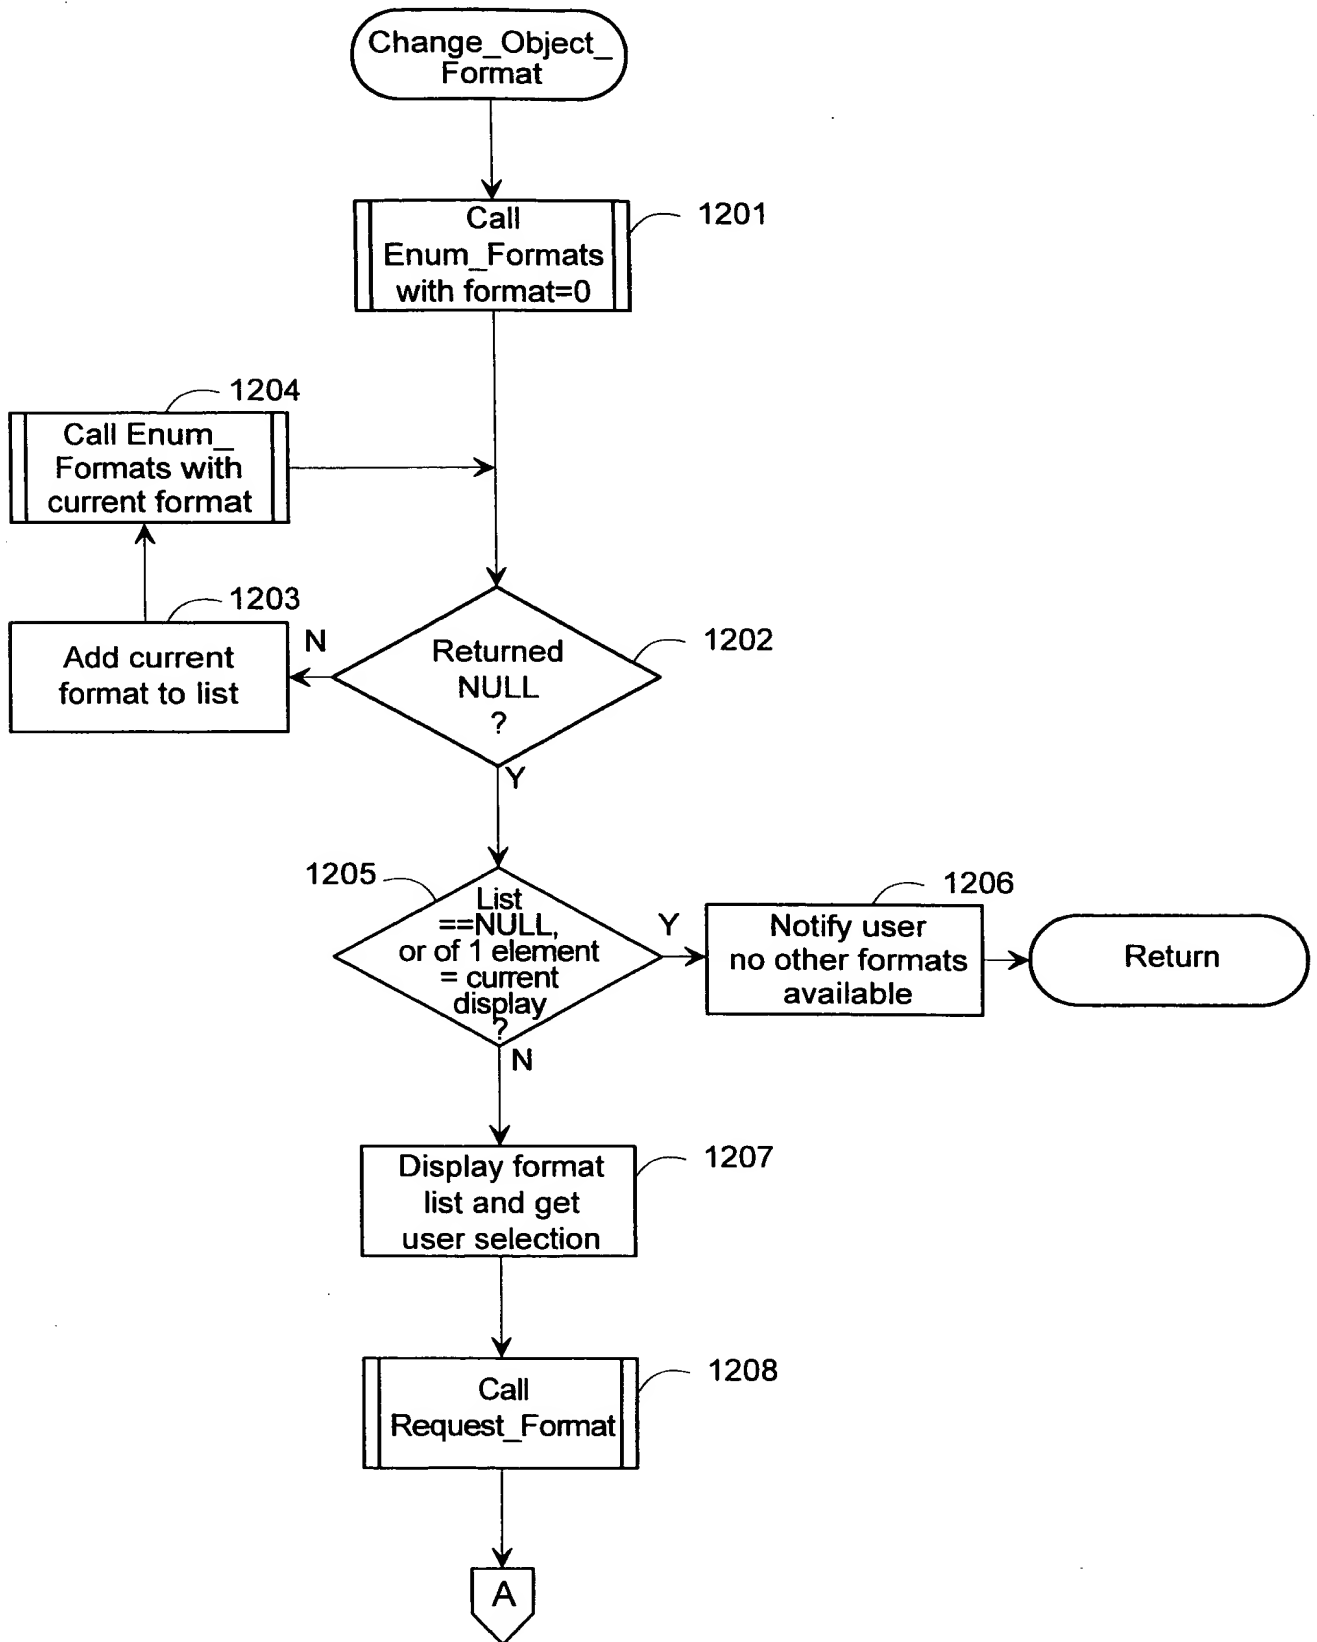 Change_Object_
Format
Call
Enum_Formats
with format=0
1201
1204
Call Enum_
Formats with
current format
1203
Add current
format to list
N
Returned
NULL
?
1202
Y
1205
List
==NULL,
or of 1 element
= current
display
?
Y
1206
Notify user
no other formats
available
Return
N
Display format
list and get
user selection
1207
Call
Request_Format
1208
A